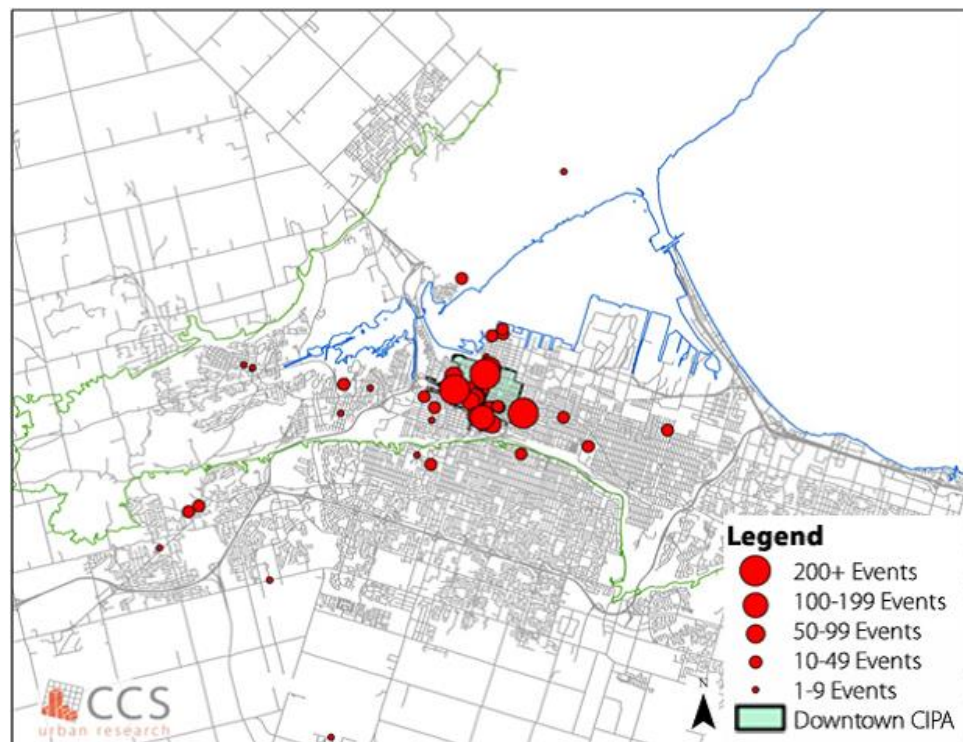 Legend
200+ Events
100-199 Events
50-99 Events
10-49 Events
1-9 Events
N
Downtown CIPA
CCS
urban research